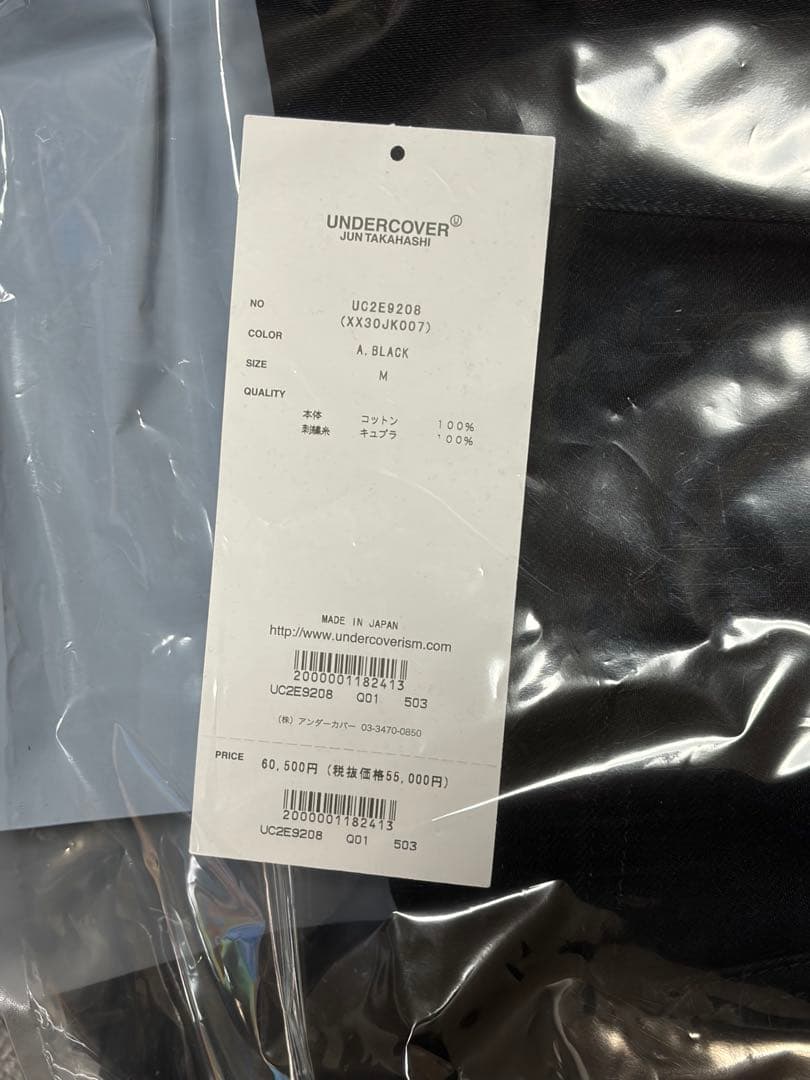 UNDERCOVER Ⓤ
JUN TAKAHASHI
NO UC2E9208
(XX30JK007)
COLOR A.BLACK
SIZE M
QUALITY
本体 コットン 100%
刺繍糸 キュプラ 100%
MADE IN JAPAN
http://www.undercoverism.com
2000001182413
UC2E9208 Q01 503
(株) アンダーカバー 03-3470-0850
PRICE 60,500円 (税抜価格55,000円)
2000001182413
UC2E9208 Q01 503